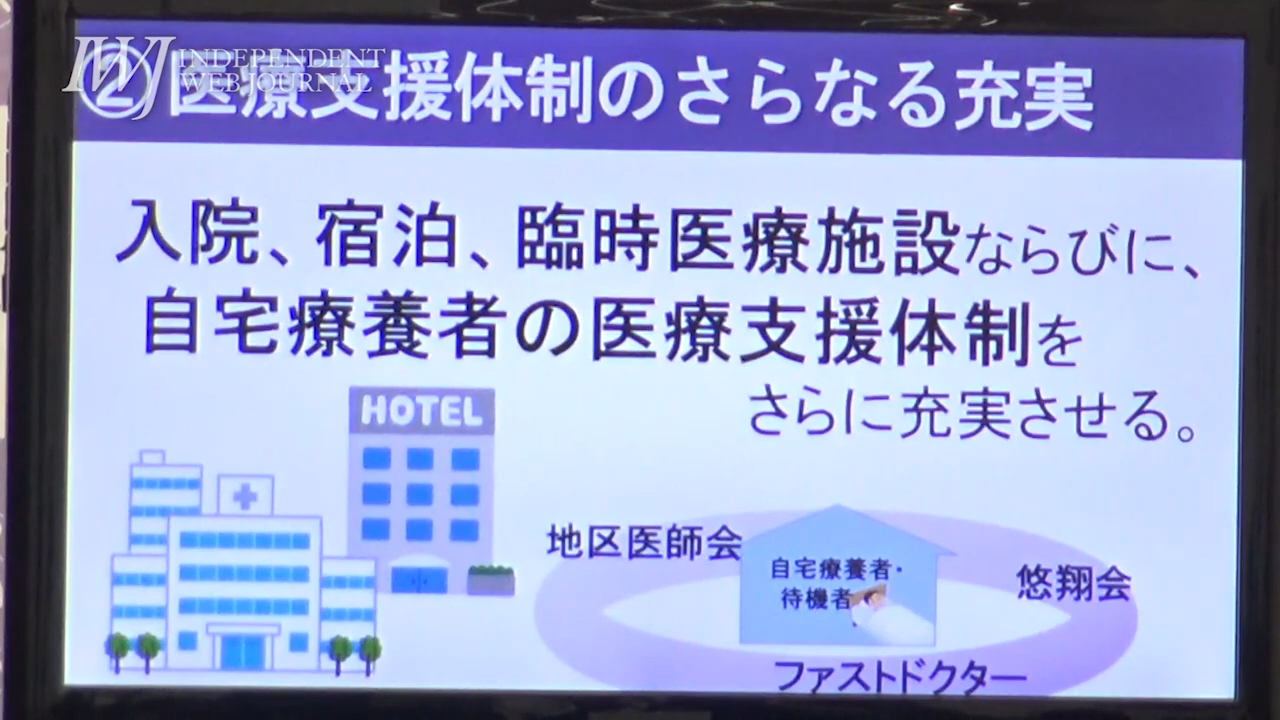 IWJ INDEPENDENT
WEB JOURNAL
②医療支援体制のさらなる充実
入院、宿泊、臨時医療施設ならびに、
自宅療養者の医療支援体制を
さらに充実させる。
HOTEL
地区医師会
自宅療養者・
待機者
悠翔会
ファストドクター